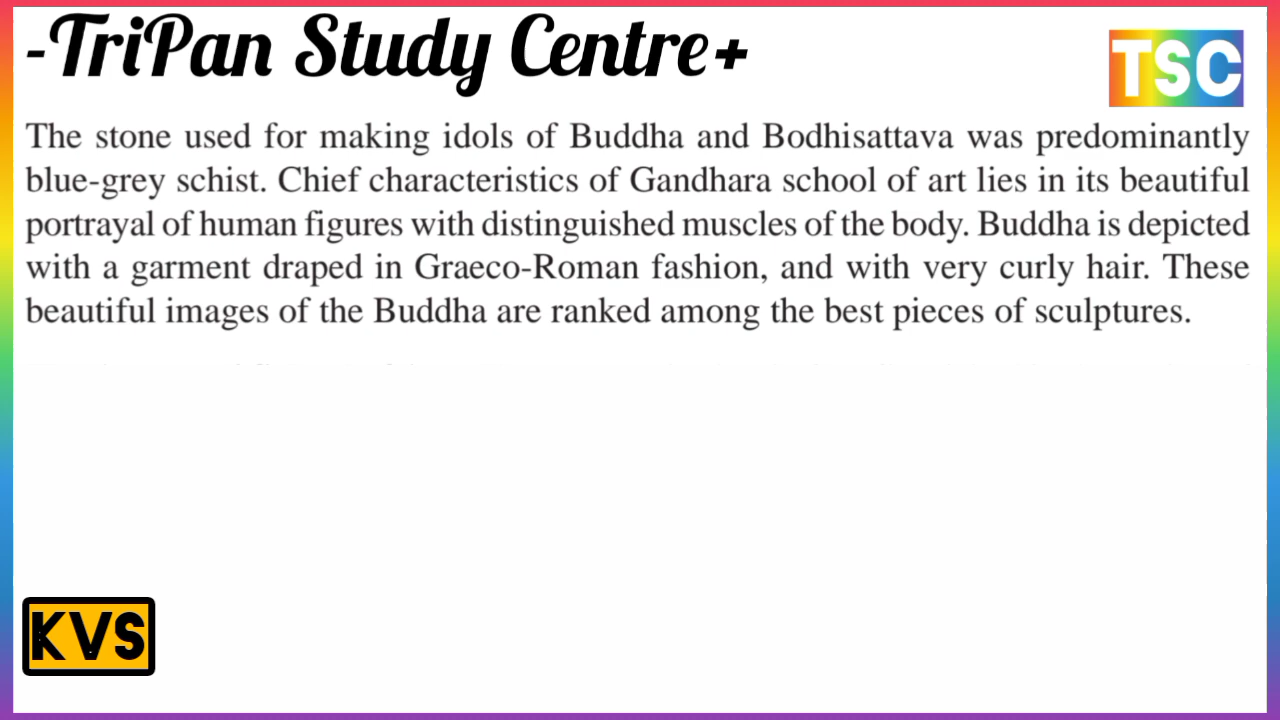 -TriPan Study Centre+
TSC
The stone used for making idols of Buddha and Bodhisattava was predominantly
blue-grey schist. Chief characteristics of Gandhara school of art lies in its beautiful
portrayal of human figures with distinguished muscles of the body. Buddha is depicted
with a garment draped in Graeco-Roman fashion, and with very curly hair. These
beautiful images of the Buddha are ranked among the best pieces of sculptures.
KVS